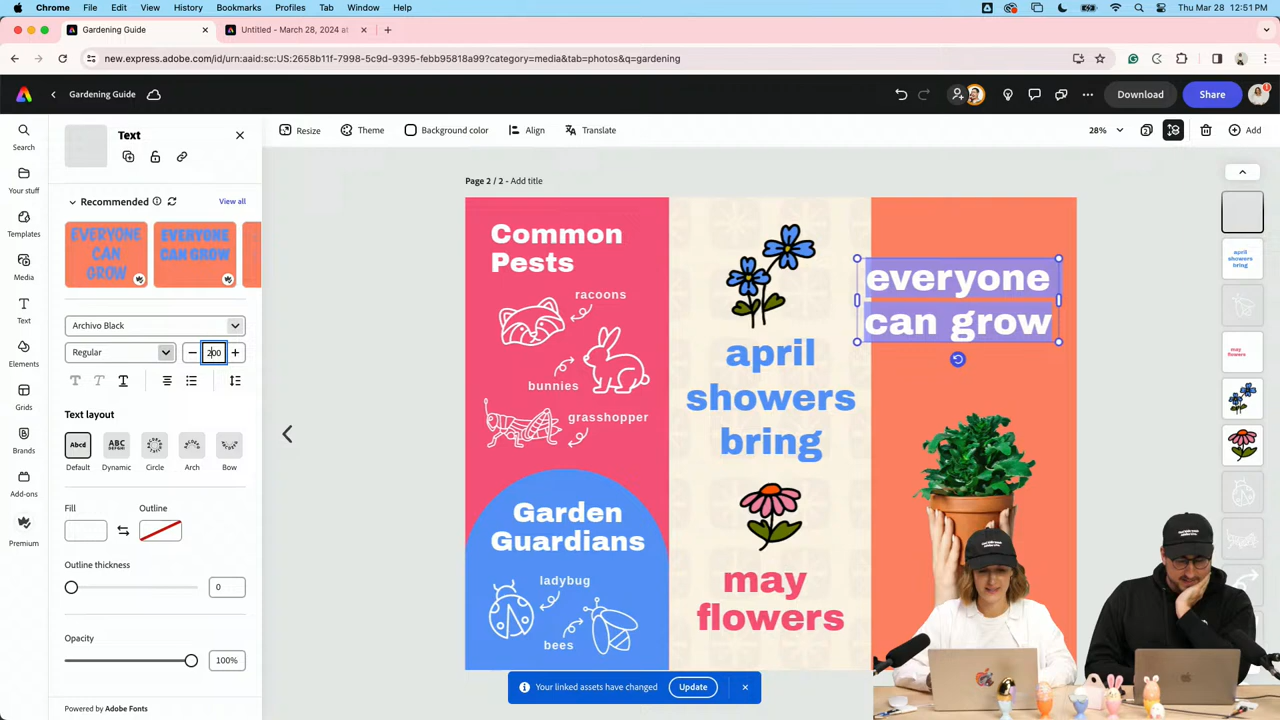 Chrome File Edit View History Bookmarks Profiles Tab Window Help
Thu Mar 28 12:51 PM
Gardening Guide
Untitled - March 28, 2024 at
new.express.adobe.com/id/urn:aaid:sc:US:2658b11f-7998-5c9d-9395-febb95818a99?category=media&tab=photos&q=gardening
Gardening Guide
Download
Share
Search
Your stuff
Templates
Media
Text
Elements
Grids
Brands
Add-ons
Premium
Text
Recommended
View all
EVERYONE
CAN
GROW
EVERYONE
CAN GROW
Archivo Black
Regular
200
Text layout
Abcd
ABC
Default
Dynamic
Circle
Arch
Bow
Fill
Outline
Outline thickness
0
Opacity
100%
Powered by Adobe Fonts
Resize
Theme
Background color
Align
Translate
28%
2
Add
Page 2 / 2 - Add title
Common
Pests
racoons
bunnies
grasshopper
Garden
Guardians
ladybug
bees
april
showers
bring
may
flowers
everyone
can grow
Your linked assets have changed
Update
april
showers
bring
may
flowers